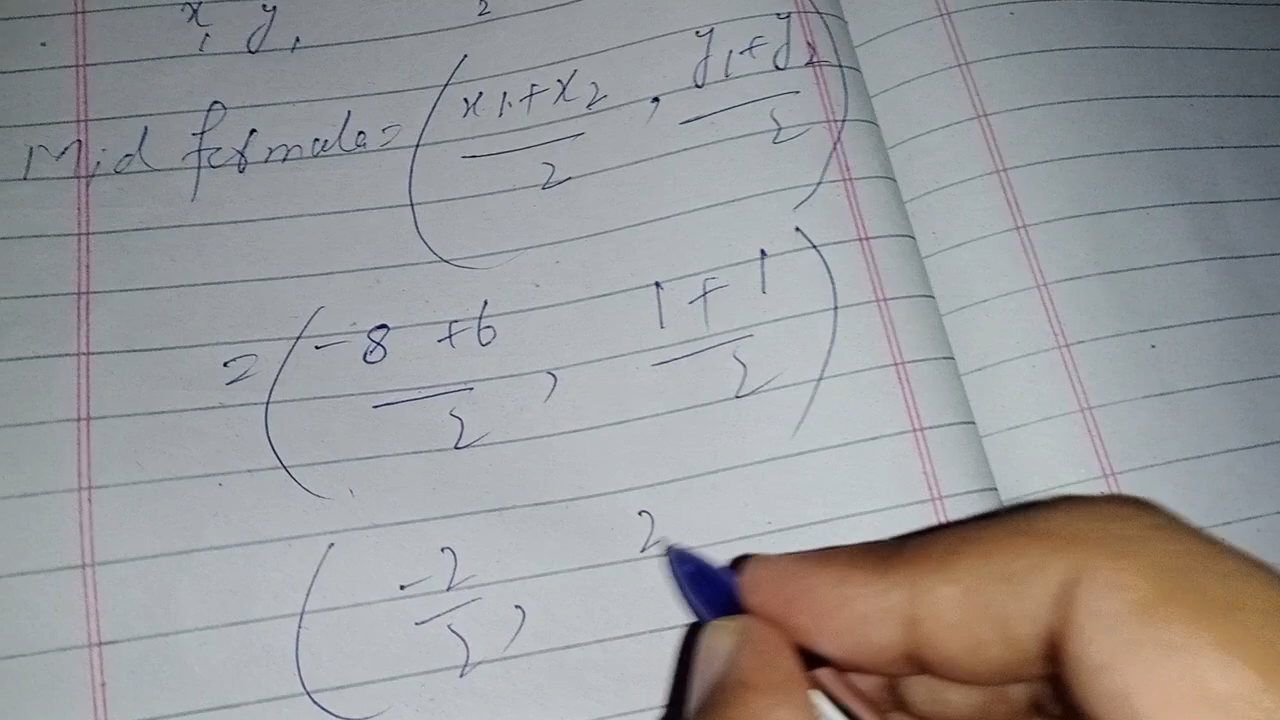 x₁ y₁ ₂
Mid formula = (x₁+x₂/2, y₁+y₂/2)
= (-8 +6/2, 1+1/2)
(-2/2, 2